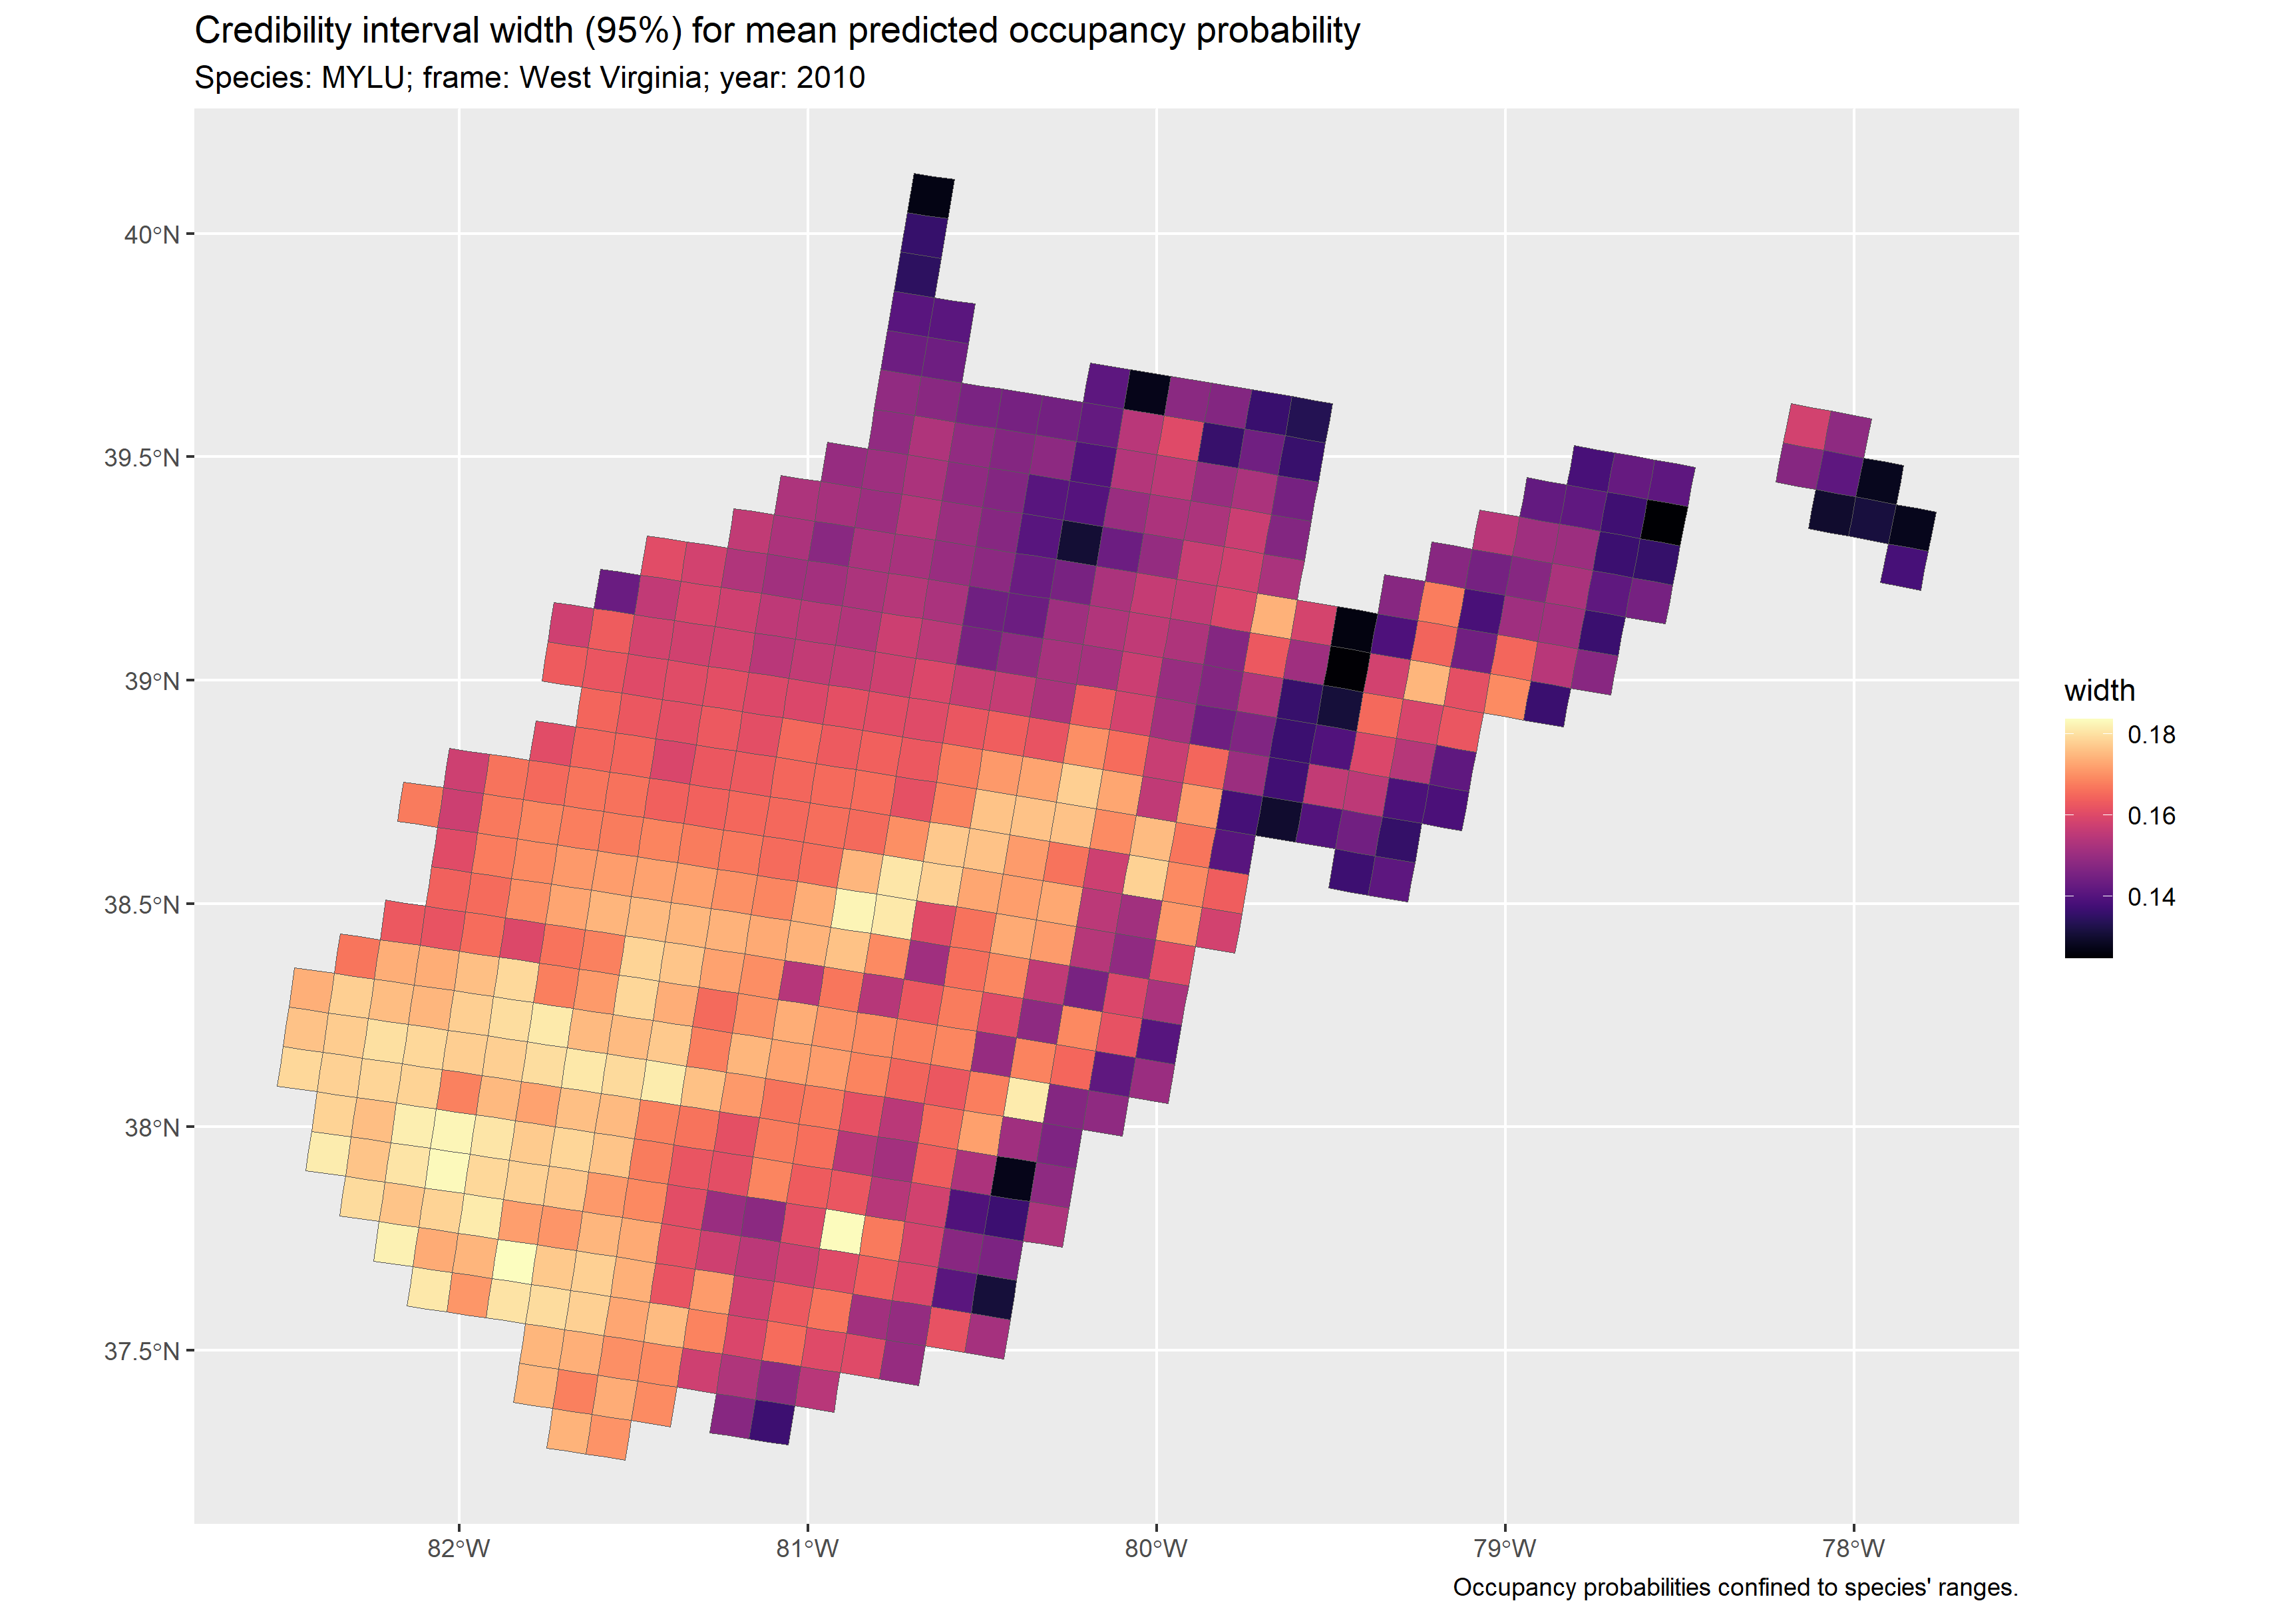 Credibility interval width (95%) for mean predicted occupancy probability
Species: MYLU; frame: West Virginia; year: 2010
40°N
39.5°N
39°N
38.5°N
38°N
37.5°N
82°W
81°W
80°W
79°W
78°W
width
0.18
0.16
0.14
Occupancy probabilities confined to species' ranges.